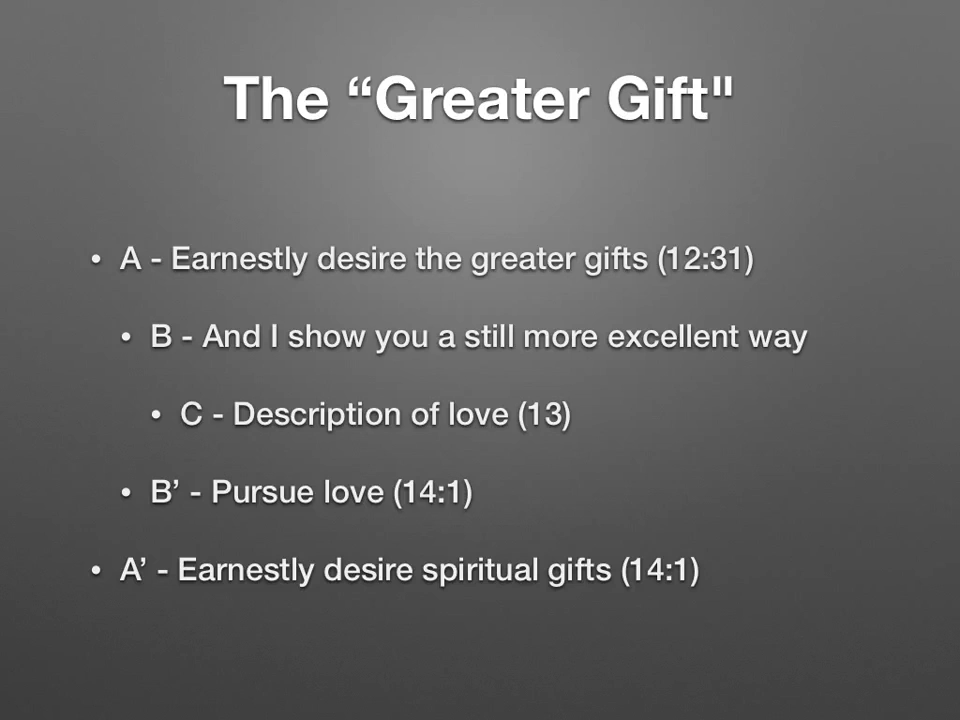 The “Greater Gift"
• A - Earnestly desire the greater gifts (12:31)
• B - And I show you a still more excellent way
• C - Description of love (13)
• B’ - Pursue love (14:1)
• A’ - Earnestly desire spiritual gifts (14:1)